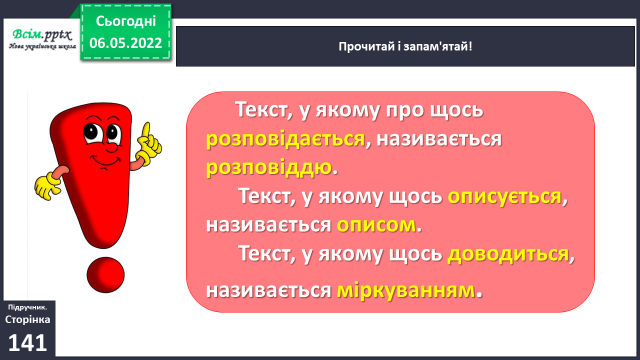 Всім.pptx
Нова українська школа
Сьогодні
06.05.2022
Прочитай і запам'ятай!
Текст, у якому про щось
розповідається, називається
розповіддю.
Текст, у якому щось описується,
називається описом.
Текст, у якому щось доводиться,
називається міркуванням.
Підручник.
Сторінка
141